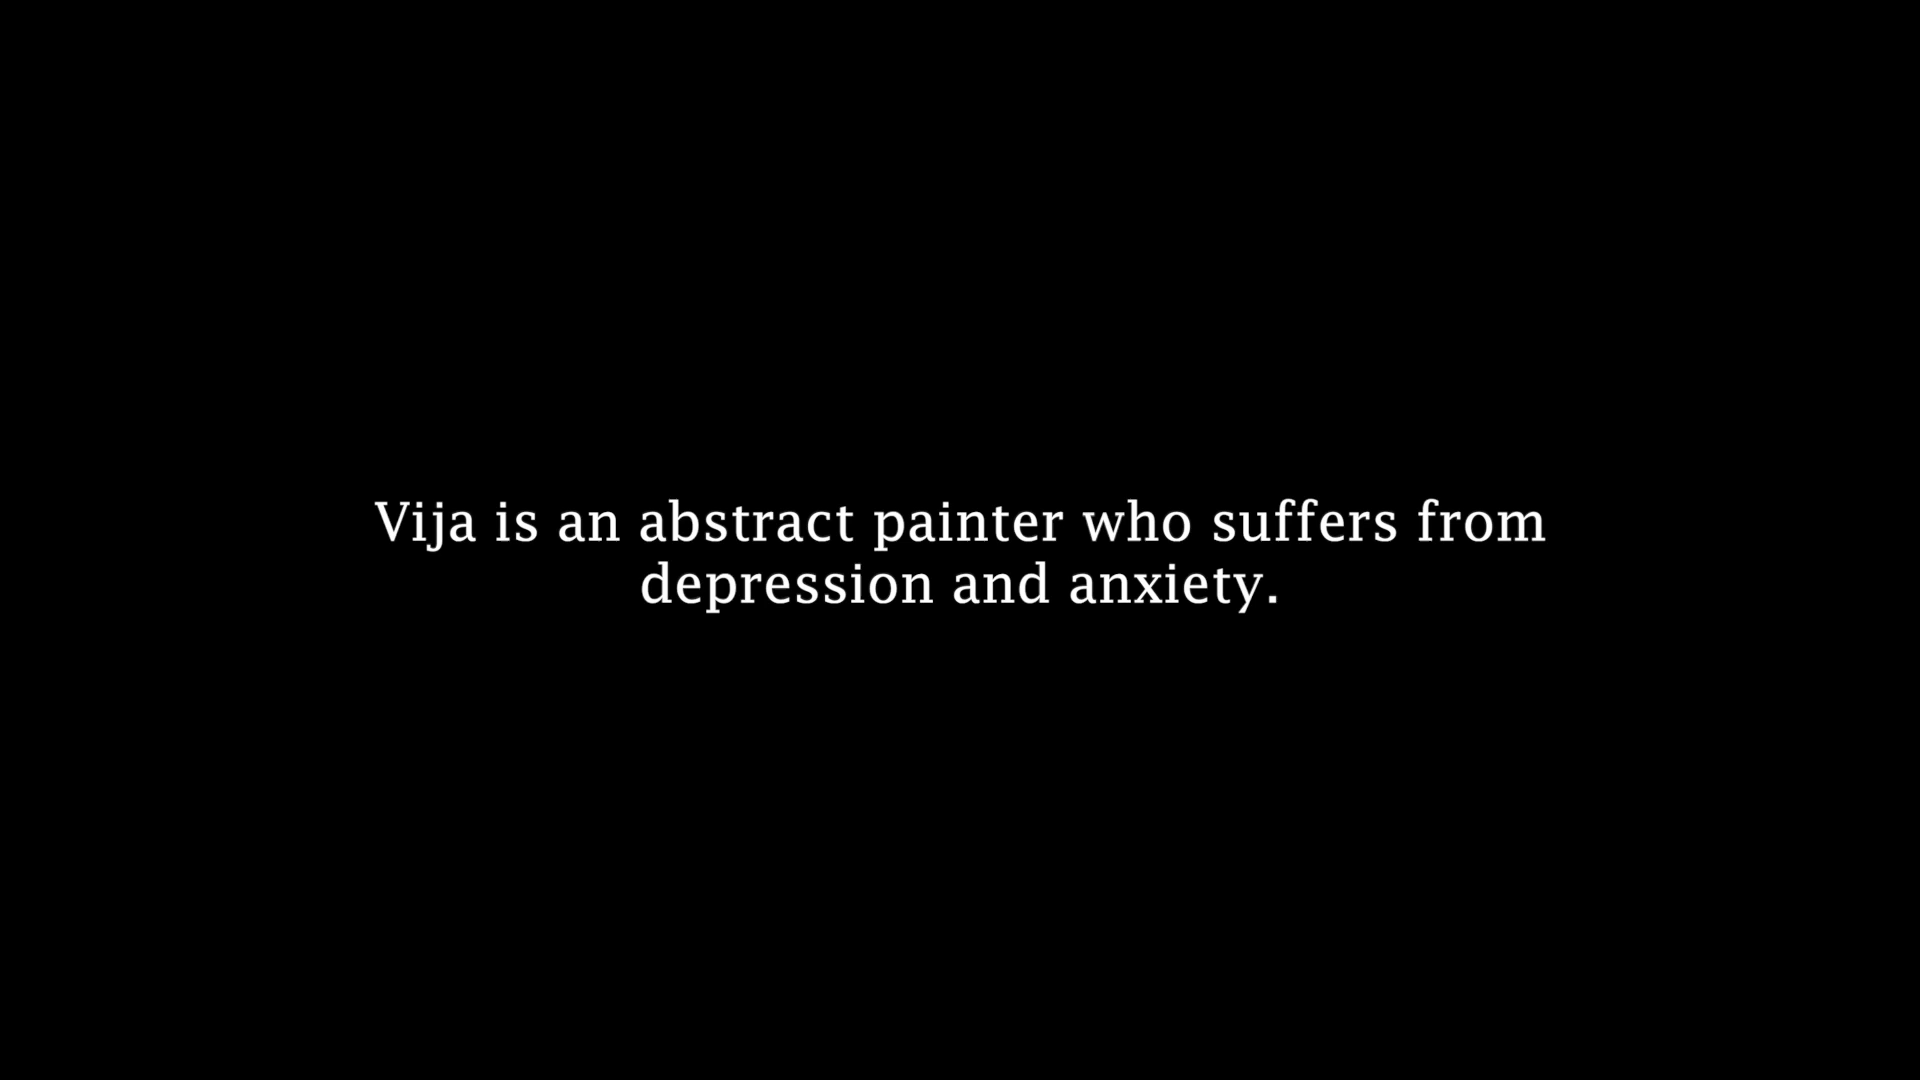 Vija is an abstract painter who suffers from
depression and anxiety.